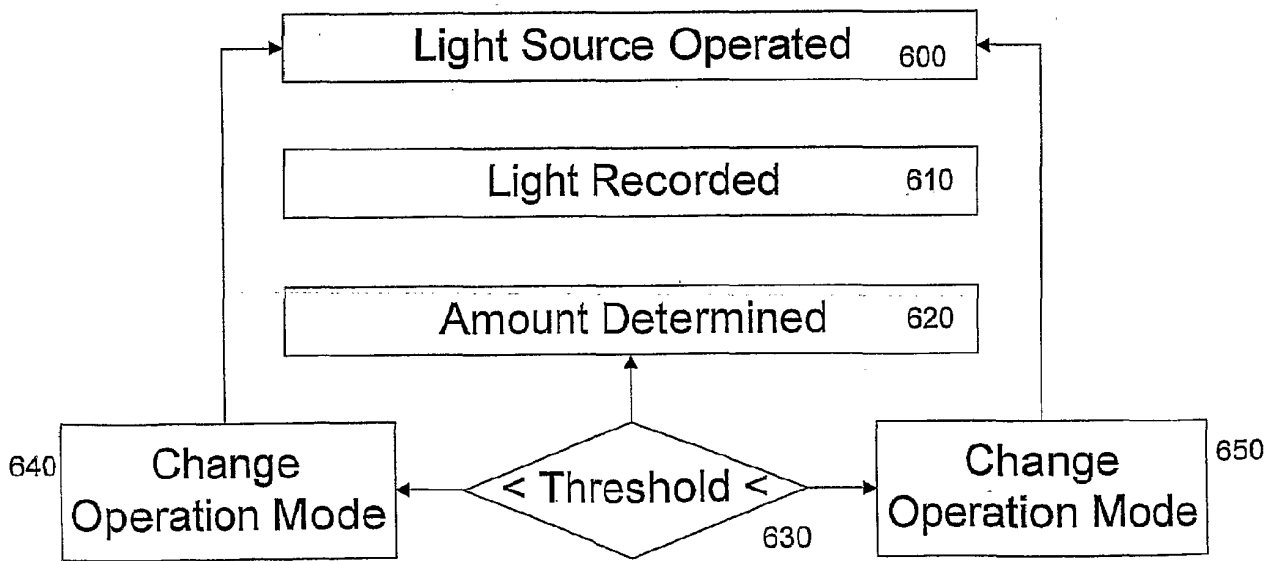 Light Source Operated 600
Light Recorded 610
Amount Determined 620
640 Change
Operation Mode
< Threshold <
630
Change 650
Operation Mode